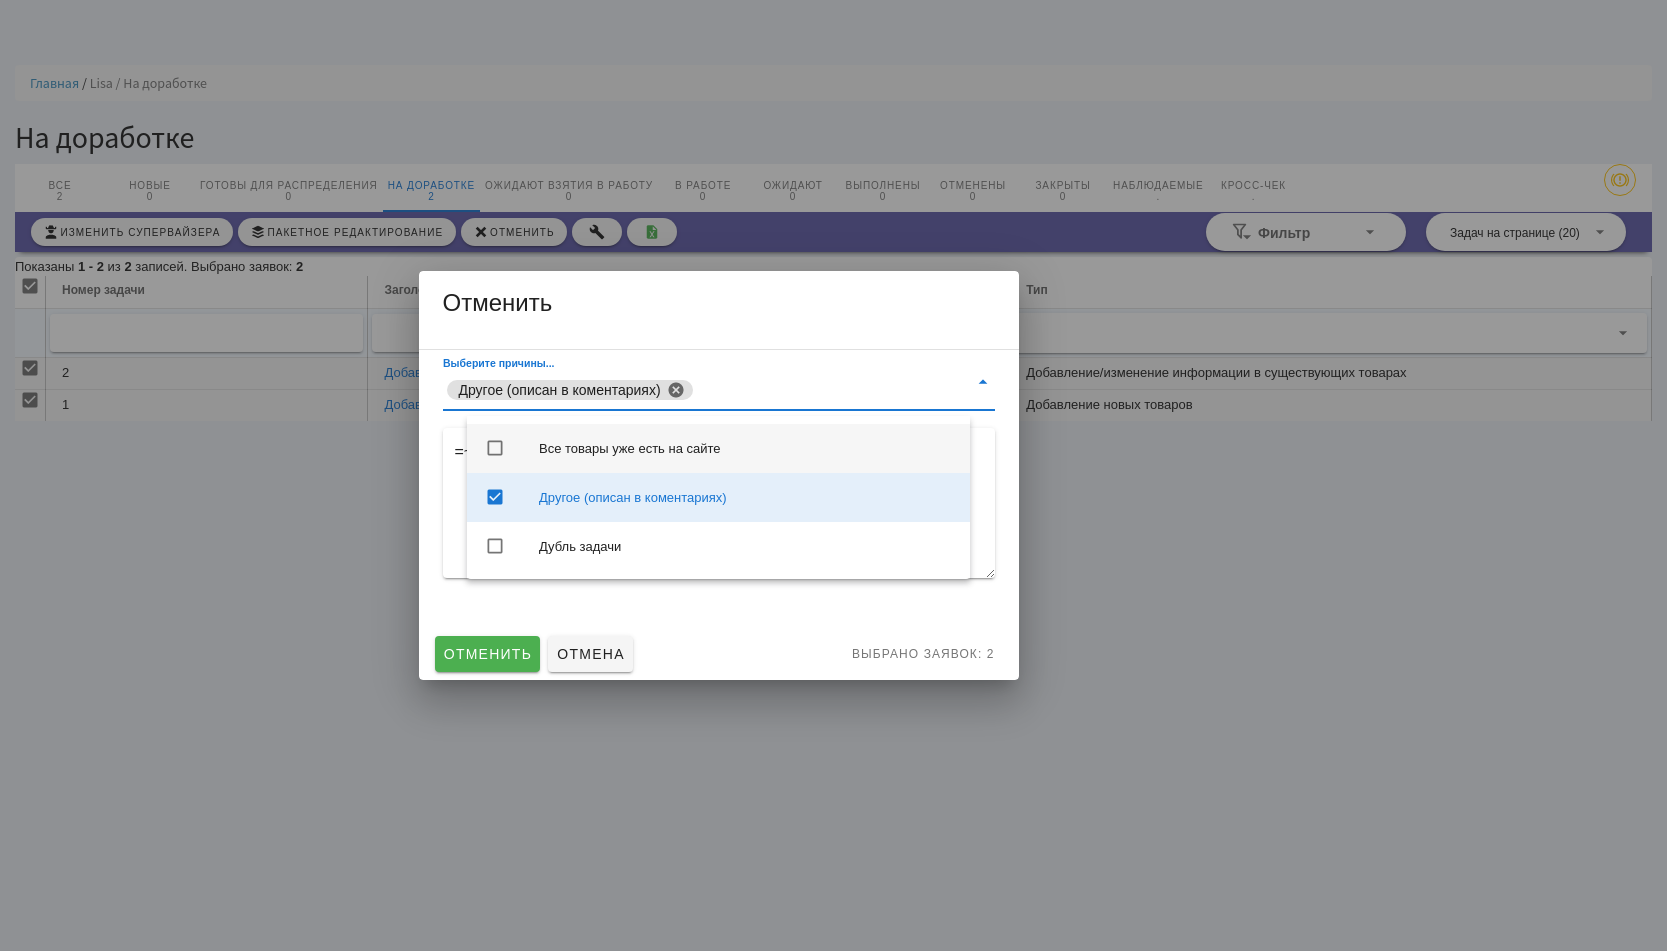 Главная / Lisa / На доработке
На доработке
ВСЕ НОВЫЕ ГОТОВЫ ДЛЯ РАСПРЕДЕЛЕНИЯ НА ДОРАБОТКЕ ОЖИДАЮТ ВЗЯТИЯ В РАБОТУ В РАБОТЕ ОЖИДАЮТ ВЫПОЛНЕНЫ ОТМЕНЕНЫ ЗАКРЫТЫ НАБЛЮДАЕМЫЕ КРОСС-ЧЕК
2 0 0 2 0 0 0 0 0 0 . .
ИЗМЕНИТЬ СУПЕРВАЙЗЕРА ПАКЕТНОЕ РЕДАКТИРОВАНИЕ ОТМЕНИТЬ Фильтр Задач на странице (20)
Показаны 1 - 2 из 2 записей. Выбрано заявок: 2
Номер задачи Тип
2 Добавление/изменение информации в существующих товарах
1 Добавление новых товаров
Отменить
Выберите причины...
Другое (описан в коментариях)
Все товары уже есть на сайте
Другое (описан в коментариях)
Дубль задачи
ОТМЕНИТЬ ОТМЕНА ВЫБРАНО ЗАЯВОК: 2